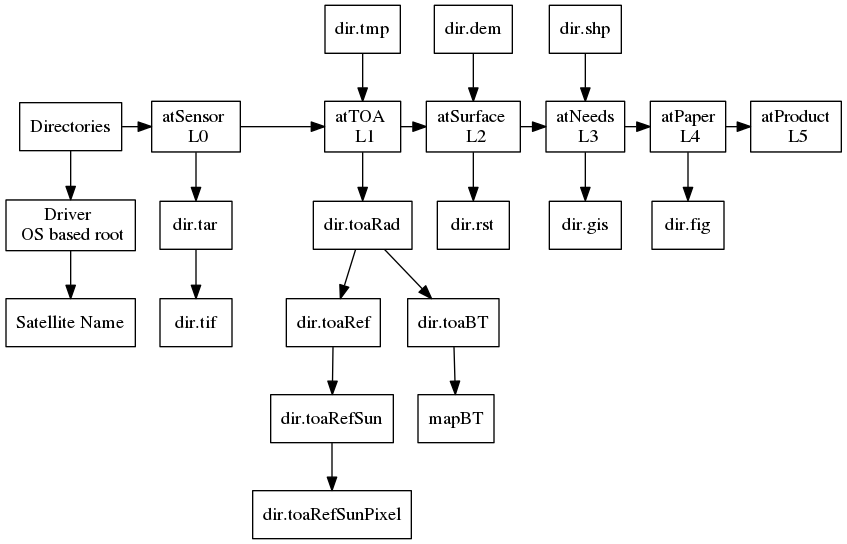 dir.tmp
dir.dem
dir.shp
Directories
atSensor
L0
atTOA
L1
atSurface
L2
atNeeds
L3
atPaper
L4
atProduct
L5
Driver
OS based root
dir.tar
dir.toaRad
dir.rst
dir.gis
dir.fig
Satellite Name
dir.tif
dir.toaRef
dir.toaBT
dir.toaRefSun
mapBT
dir.toaRefSunPixel